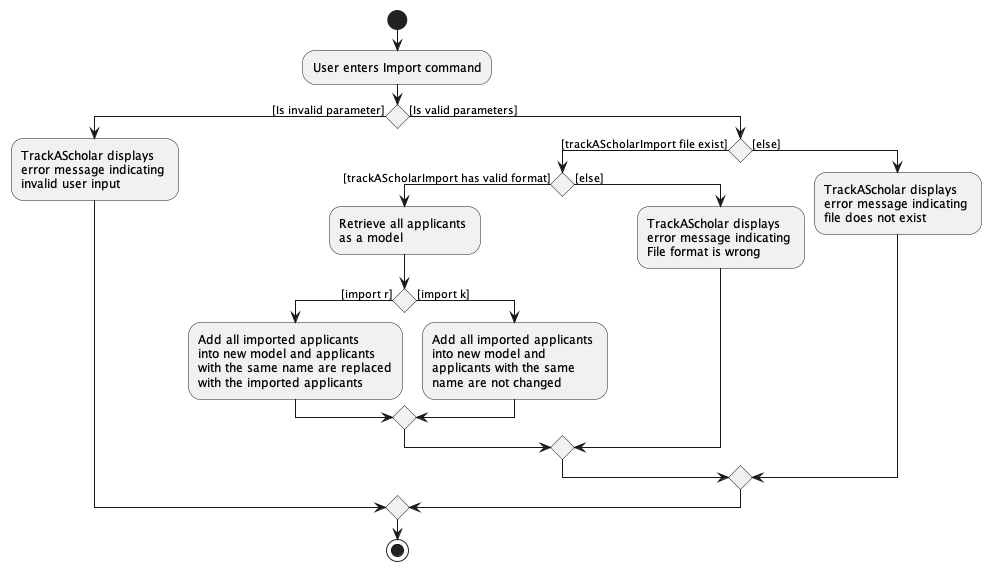 User enters Import command
[Is invalid parameter]
[Is valid parameters]
TrackAScholar displays
error message indicating
invalid user input
[trackAScholarImport file exist]
[else]
[trackAScholarImport has valid format]
[else]
TrackAScholar displays
error message indicating
file does not exist
Retrieve all applicants
as a model
TrackAScholar displays
error message indicating
File format is wrong
[import r]
[import k]
Add all imported applicants
into new model and applicants
with the same name are replaced
with the imported applicants
Add all imported applicants
into new model and
applicants with the same
name are not changed